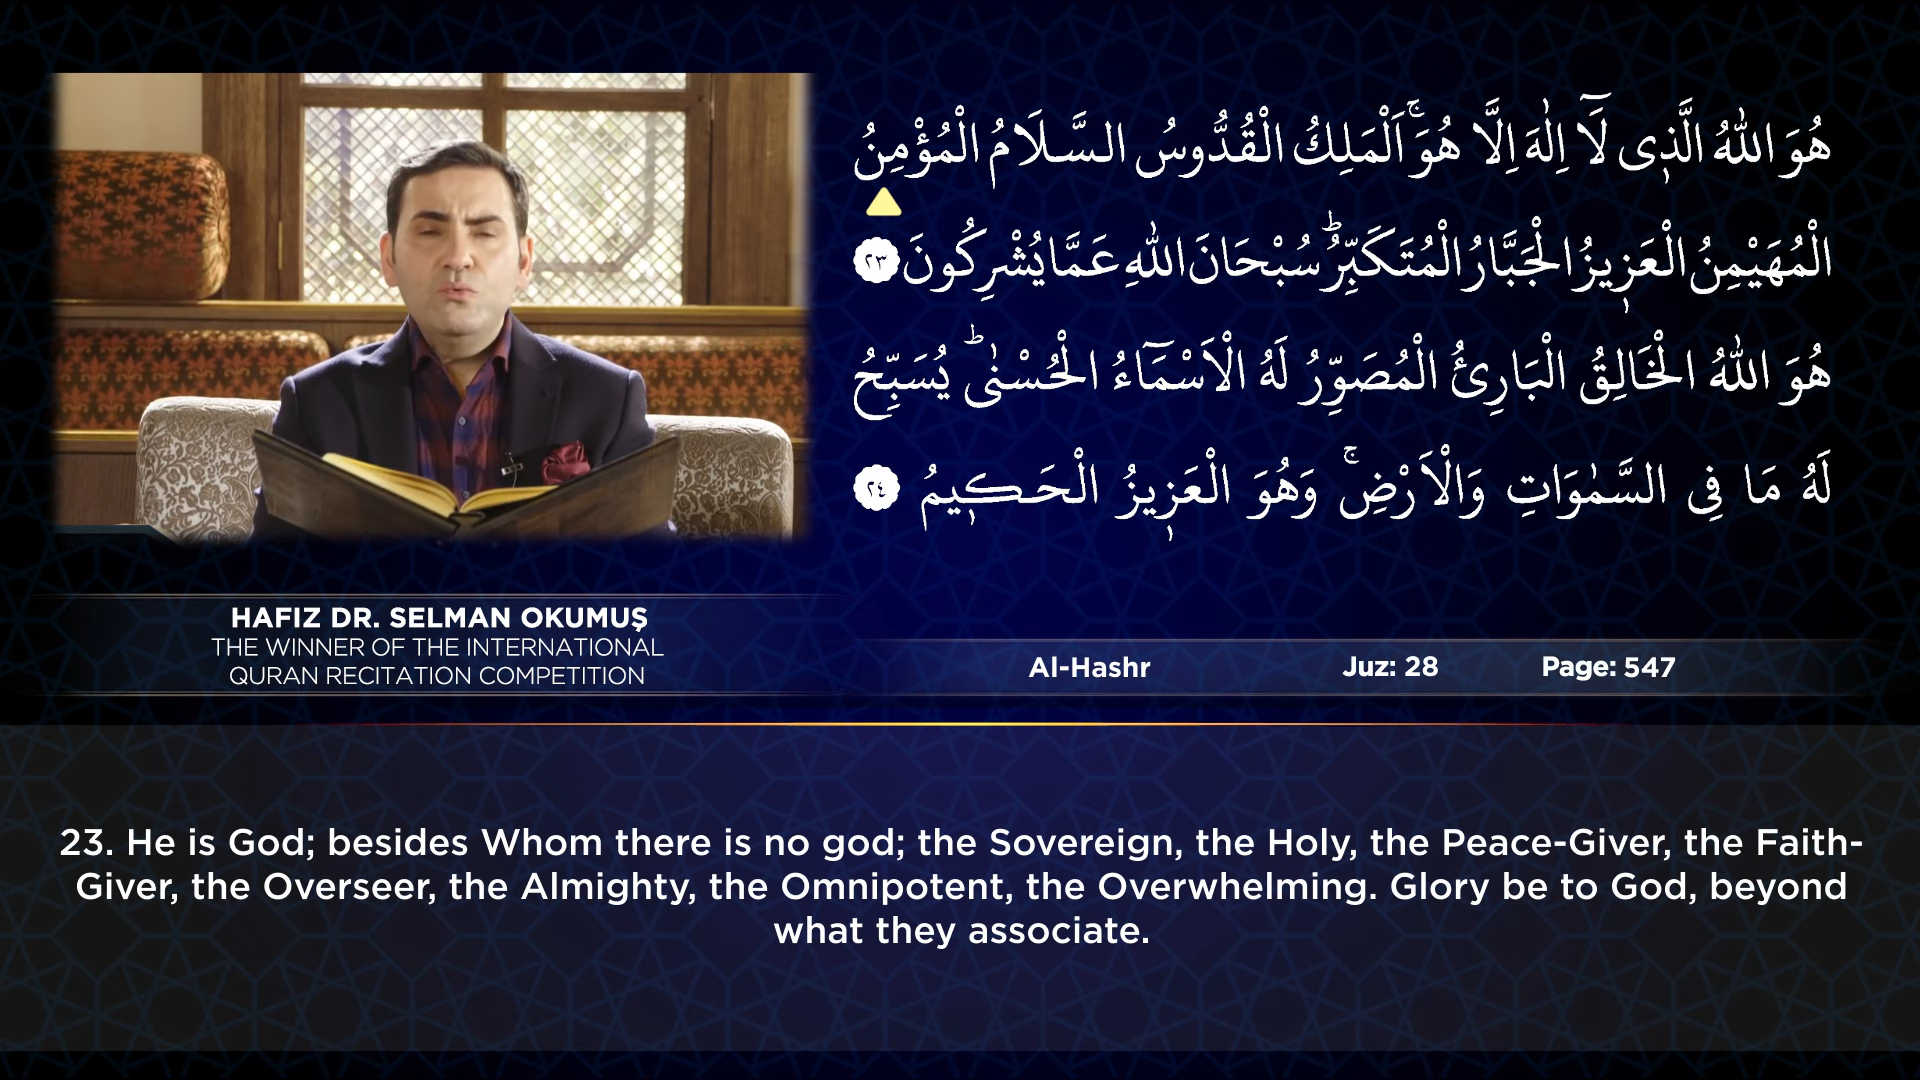 هُوَ اللّٰهُ الَّذٖى لَٓا اِلٰهَ اِلَّا هُوَۚ اَلْمَلِكُ الْقُدُّوسُ السَّلَامُ الْمُؤْمِنُ
الْمُهَيْمِنُ الْعَزٖيزُ الْجَبَّارُ الْمُتَكَبِّرُؕ سُبْحَانَ اللّٰهِ عَمَّا يُشْرِكُونَ ٢٣
هُوَ اللّٰهُ الْخَالِقُ الْبَارِئُ الْمُصَوِّرُ لَهُ الْاَسْمَٓاءُ الْحُسْنٰىؕ يُسَبِّحُ
لَهُ مَا فِى السَّمٰوَاتِ وَالْاَرْضِۚ وَهُوَ الْعَزٖيزُ الْحَكٖيمُ ٢٤
HAFIZ DR. SELMAN OKUMUŞ
THE WINNER OF THE INTERNATIONAL
QURAN RECITATION COMPETITION
Al-Hashr Juz: 28 Page: 547
23. He is God; besides Whom there is no god; the Sovereign, the Holy, the Peace-Giver, the Faith-
Giver, the Overseer, the Almighty, the Omnipotent, the Overwhelming. Glory be to God, beyond
what they associate.